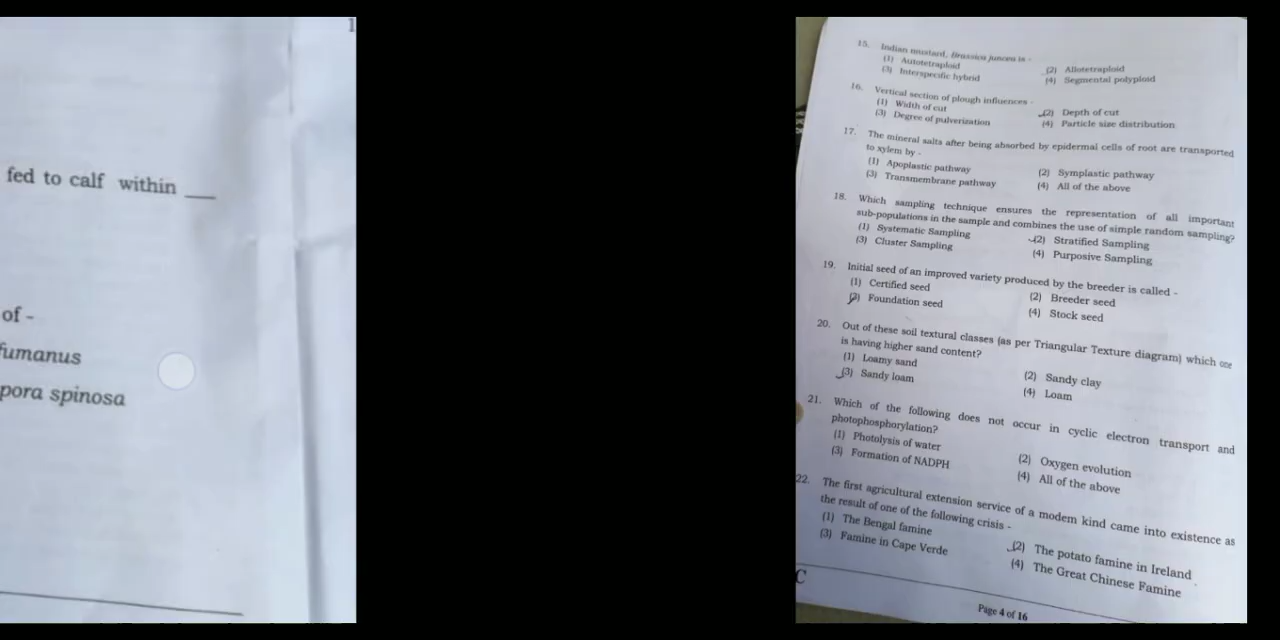 fed to calf within ___
of -
fumanus
pora spinosa
15. Indian mustard, Brassica juncea is -
(1) Autotetraploid (2) Allotetraploid
(3) Interspecific hybrid (4) Segmental polyploid
16. Vertical section of plough influences -
(1) Width of cut (2) Depth of cut
(3) Degree of pulverization (4) Particle size distribution
17. The mineral salts after being absorbed by epidermal cells of root are transported
to xylem by -
(1) Apoplastic pathway (2) Symplastic pathway
(3) Transmembrane pathway (4) All of the above
18. Which sampling technique ensures the representation of all important
sub-populations in the sample and combines the use of simple random sampling?
(1) Systematic Sampling (2) Stratified Sampling
(3) Cluster Sampling (4) Purposive Sampling
19. Initial seed of an improved variety produced by the breeder is called -
(1) Certified seed (2) Breeder seed
(3) Foundation seed (4) Stock seed
20. Out of these soil textural classes (as per Triangular Texture diagram) which one
is having higher sand content?
(1) Loamy sand (2) Sandy clay
(3) Sandy loam (4) Loam
21. Which of the following does not occur in cyclic electron transport and
photophosphorylation?
(1) Photolysis of water (2) Oxygen evolution
(3) Formation of NADPH (4) All of the above
22. The first agricultural extension service of a modem kind came into existence as
the result of one of the following crisis -
(1) The Bengal famine (2) The potato famine in Ireland
(3) Famine in Cape Verde (4) The Great Chinese Famine
C
Page 4 of 16